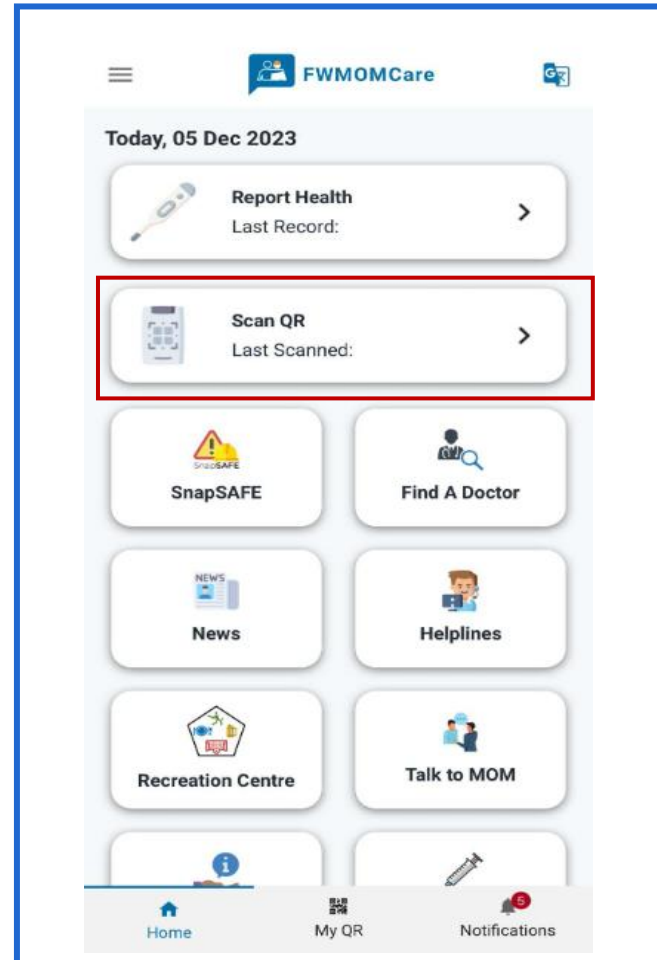 FWMOMCare
G
Today, 05 Dec 2023
Report Health
Last Record:
Scan QR
Last Scanned:
SnapSAFE
SnapSAFE
Find A Doctor
NEWS
News
Helplines
Recreation Centre
Talk to MOM
i
5
Home
My QR
Notifications